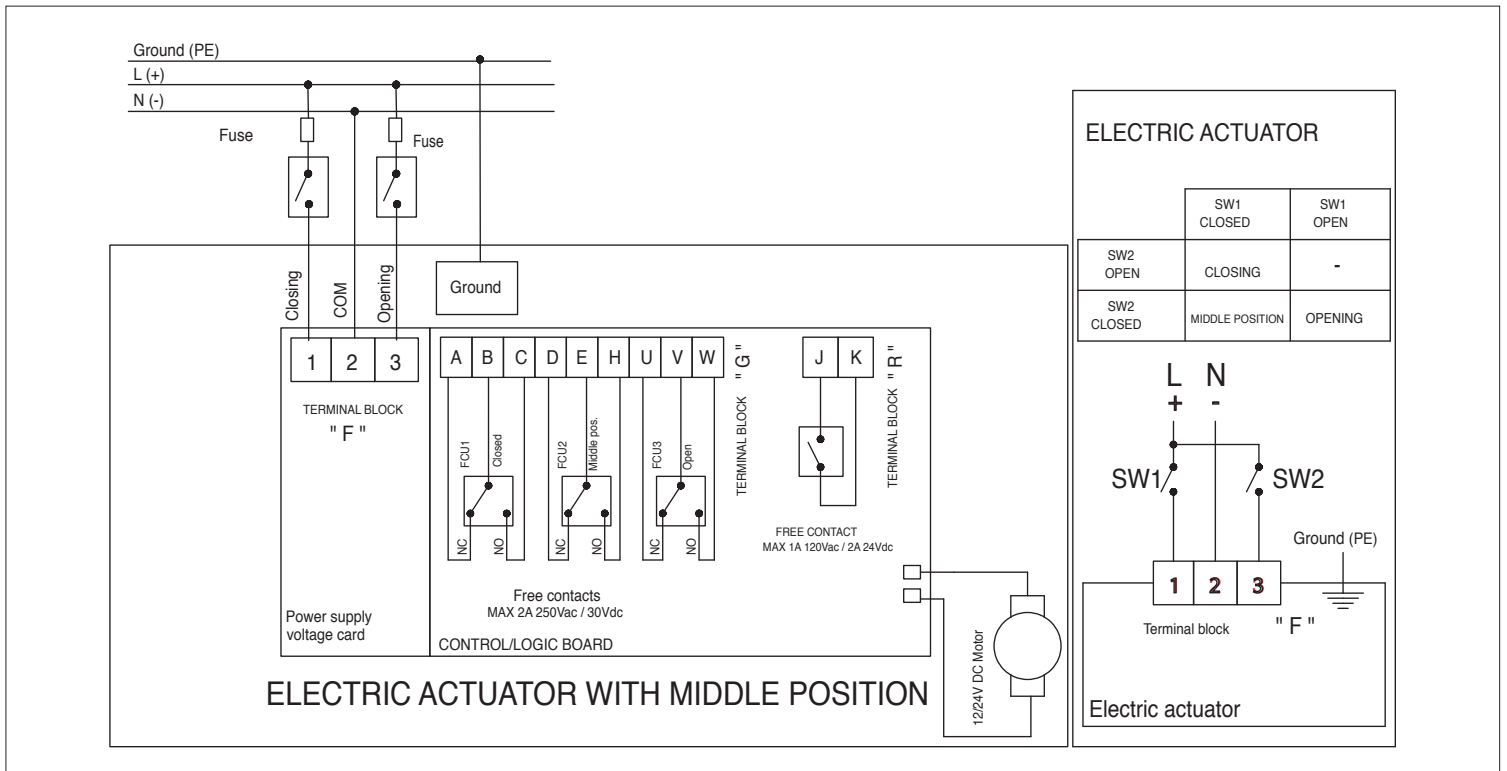 Ground (PE)
L (+)
N (-)
Fuse
Fuse
Closing
COM
Opening
Ground
1 2 3
TERMINAL BLOCK
" F "
A B C D E H U V W
TERMINAL BLOCK " G "
J K
TERMINAL BLOCK " R "
FCU1
Closed
FCU2
Middle pos.
FCU3
Open
NC
NO
NC
NO
NC
NO
FREE CONTACT
MAX 1A 120Vac / 2A 24Vdc
Free contacts
MAX 2A 250Vac / 30Vdc
Power supply
voltage card
CONTROL/LOGIC BOARD
12/24V DC Motor
ELECTRIC ACTUATOR WITH MIDDLE POSITION
ELECTRIC ACTUATOR
SW1
CLOSED
SW1
OPEN
SW2
OPEN
CLOSING
-
SW2
CLOSED
MIDDLE POSITION
OPENING
L N
+ -
SW1
SW2
Ground (PE)
1 2 3
Terminal block
" F "
Electric actuator